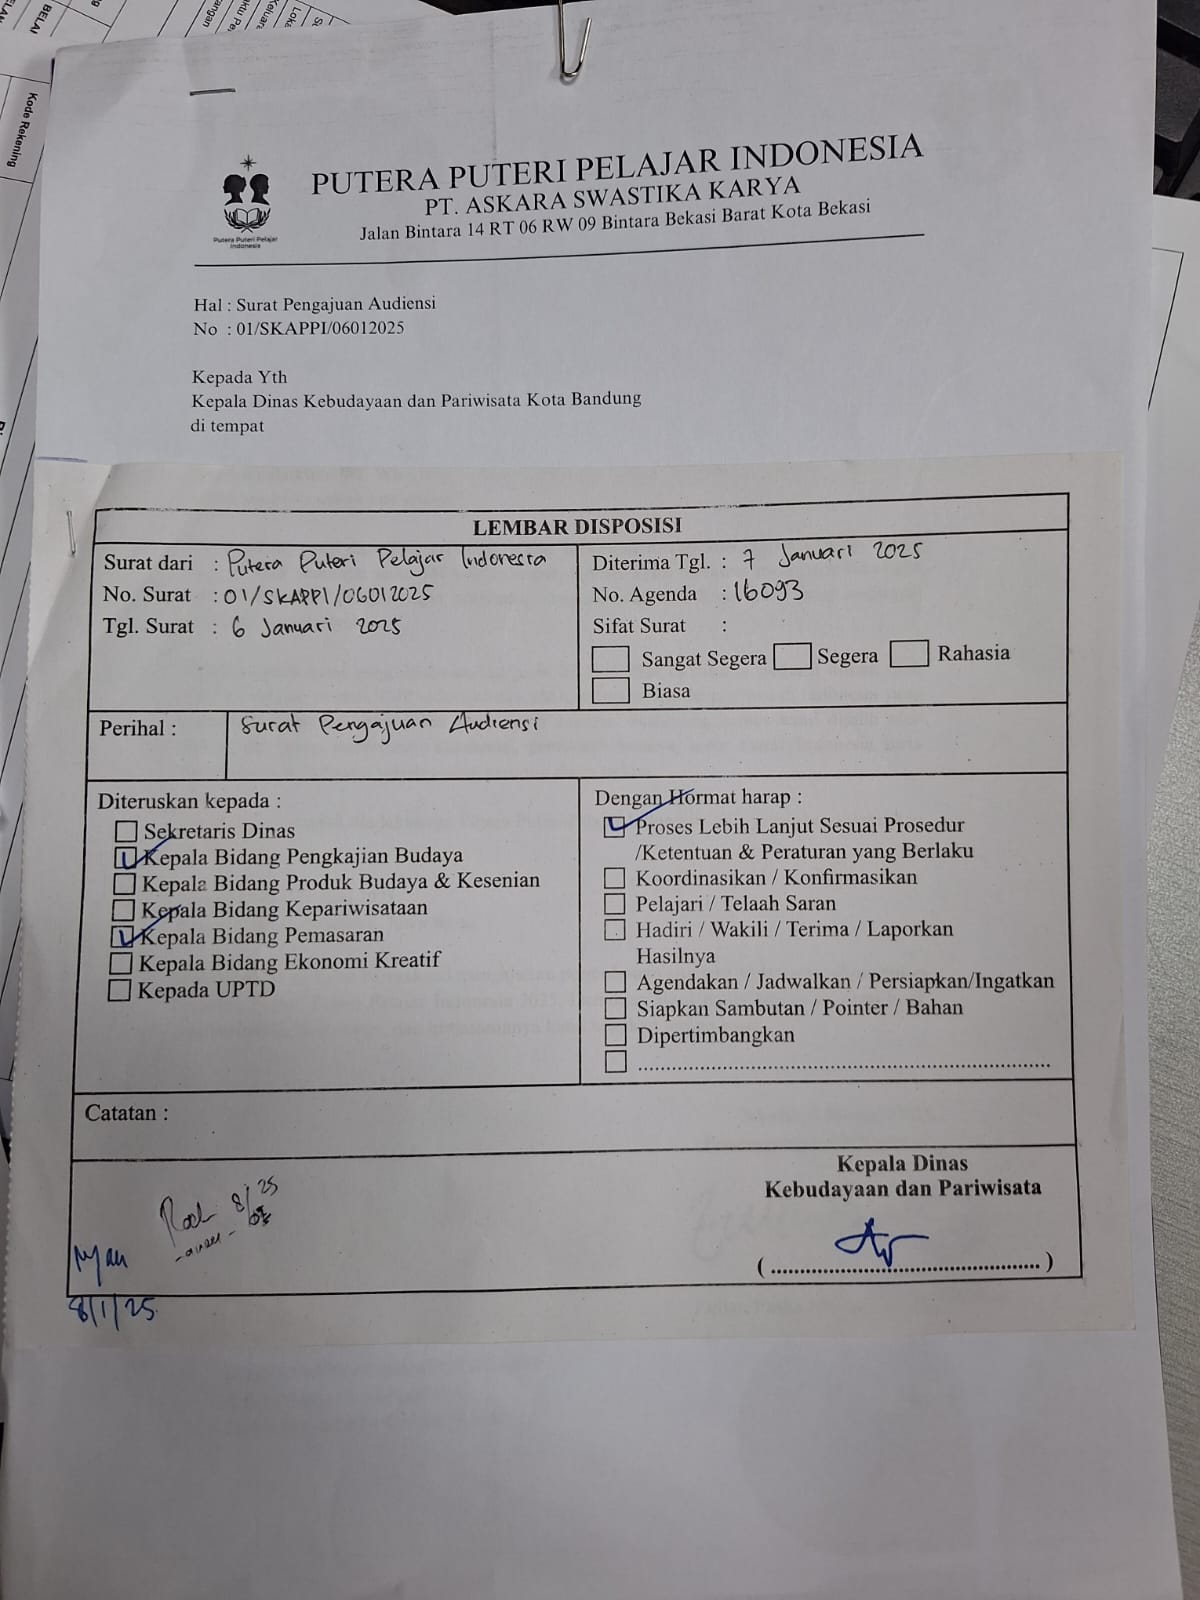 BELAN
Kode Rekening
Putera Puteri Pelajar
Indonesia
PUTERA PUTERI PELAJAR INDONESIA
PT. ASKARA SWASTIKA KARYA
Jalan Bintara 14 RT 06 RW 09 Bintara Bekasi Barat Kota Bekasi
Hal : Surat Pengajuan Audiensi
No : 01/SKAPPI/06012025
Kepada Yth
Kepala Dinas Kebudayaan dan Pariwisata Kota Bandung
di tempat
LEMBAR DISPOSISI
Surat dari : Putera Puteri Pelajar Indonesia
No. Surat : 01/SKAPPI/06012025
Tgl. Surat : 6 Januari 2025
Diterima Tgl. : 7 Januari 2025
No. Agenda : 16093
Sifat Surat :
Sangat Segera Segera Rahasia
Biasa
Perihal : Surat Pengajuan Audiensi
Diteruskan kepada :
Sekretaris Dinas
Kepala Bidang Pengkajian Budaya
Kepala Bidang Produk Budaya & Kesenian
Kepala Bidang Kepariwisataan
Kepala Bidang Pemasaran
Kepala Bidang Ekonomi Kreatif
Kepada UPTD
Dengan Hormat harap :
Proses Lebih Lanjut Sesuai Prosedur
/Ketentuan & Peraturan yang Berlaku
Koordinasikan / Konfirmasikan
Pelajari / Telaah Saran
Hadiri / Wakili / Terima / Laporkan
Hasilnya
Agendakan / Jadwalkan / Persiapkan/Ingatkan
Siapkan Sambutan / Pointer / Bahan
Dipertimbangkan
Catatan :
Kepala Dinas
Kebudayaan dan Pariwisata
8/1/25